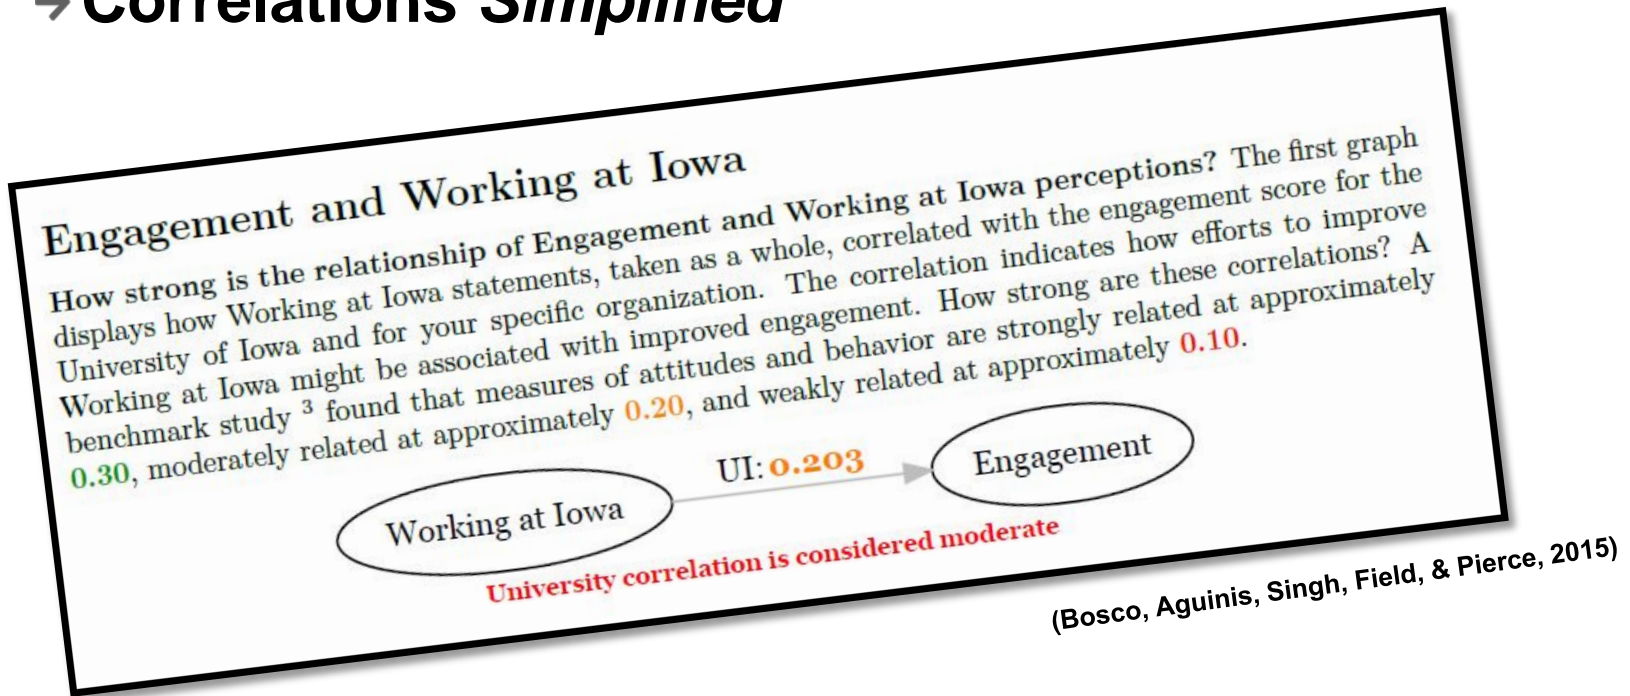 → Correlations Simplified
Engagement and Working at Iowa
How strong is the relationship of Engagement and Working at Iowa perceptions? The first graph
displays how Working at Iowa statements, taken as a whole, correlated with the engagement score for the
University of Iowa and for your specific organization. The correlation indicates how efforts to improve
Working at Iowa might be associated with improved engagement. How strong are these correlations? A
benchmark study ³ found that measures of attitudes and behavior are strongly related at approximately
0.30, moderately related at approximately 0.20, and weakly related at approximately 0.10.
UI: 0.203
Working at Iowa
Engagement
University correlation is considered moderate
(Bosco, Aguinis, Singh, Field, & Pierce, 2015)